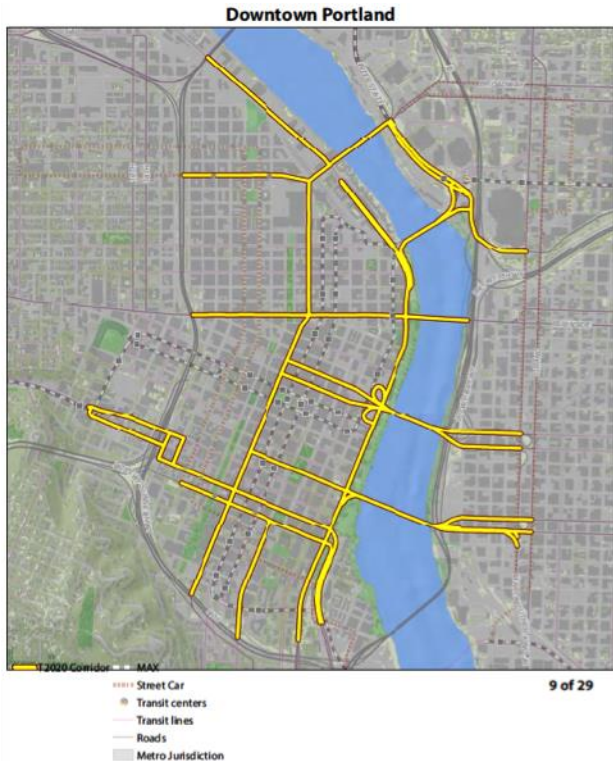 Downtown Portland
T2020 Corridor
MAX
Street Car
Transit centers
Transit lines
Roads
Metro Jurisdiction
9 of 29